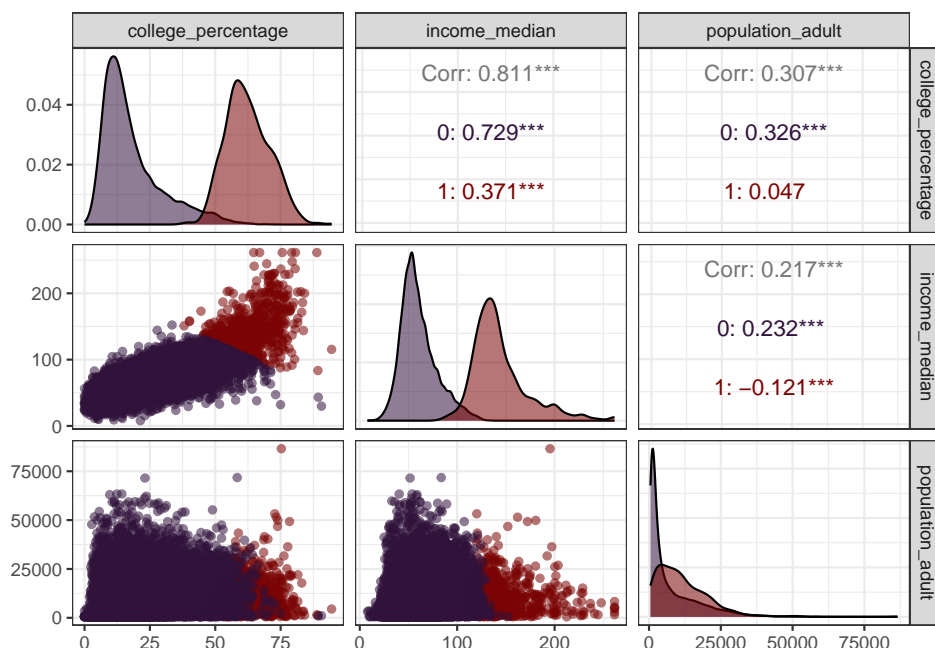 college_percentage
income_median
population_adult
Corr: 0.811***
0: 0.729***
1: 0.371***
Corr: 0.307***
0: 0.326***
1: 0.047
college_percentage
0.04
0.02
0.00
Corr: 0.217***
0: 0.232***
1: −0.121***
income_median
200
100
0
population_adult
75000
50000
25000
0
0 25 50 75
0 100 200
0 25000 50000 75000